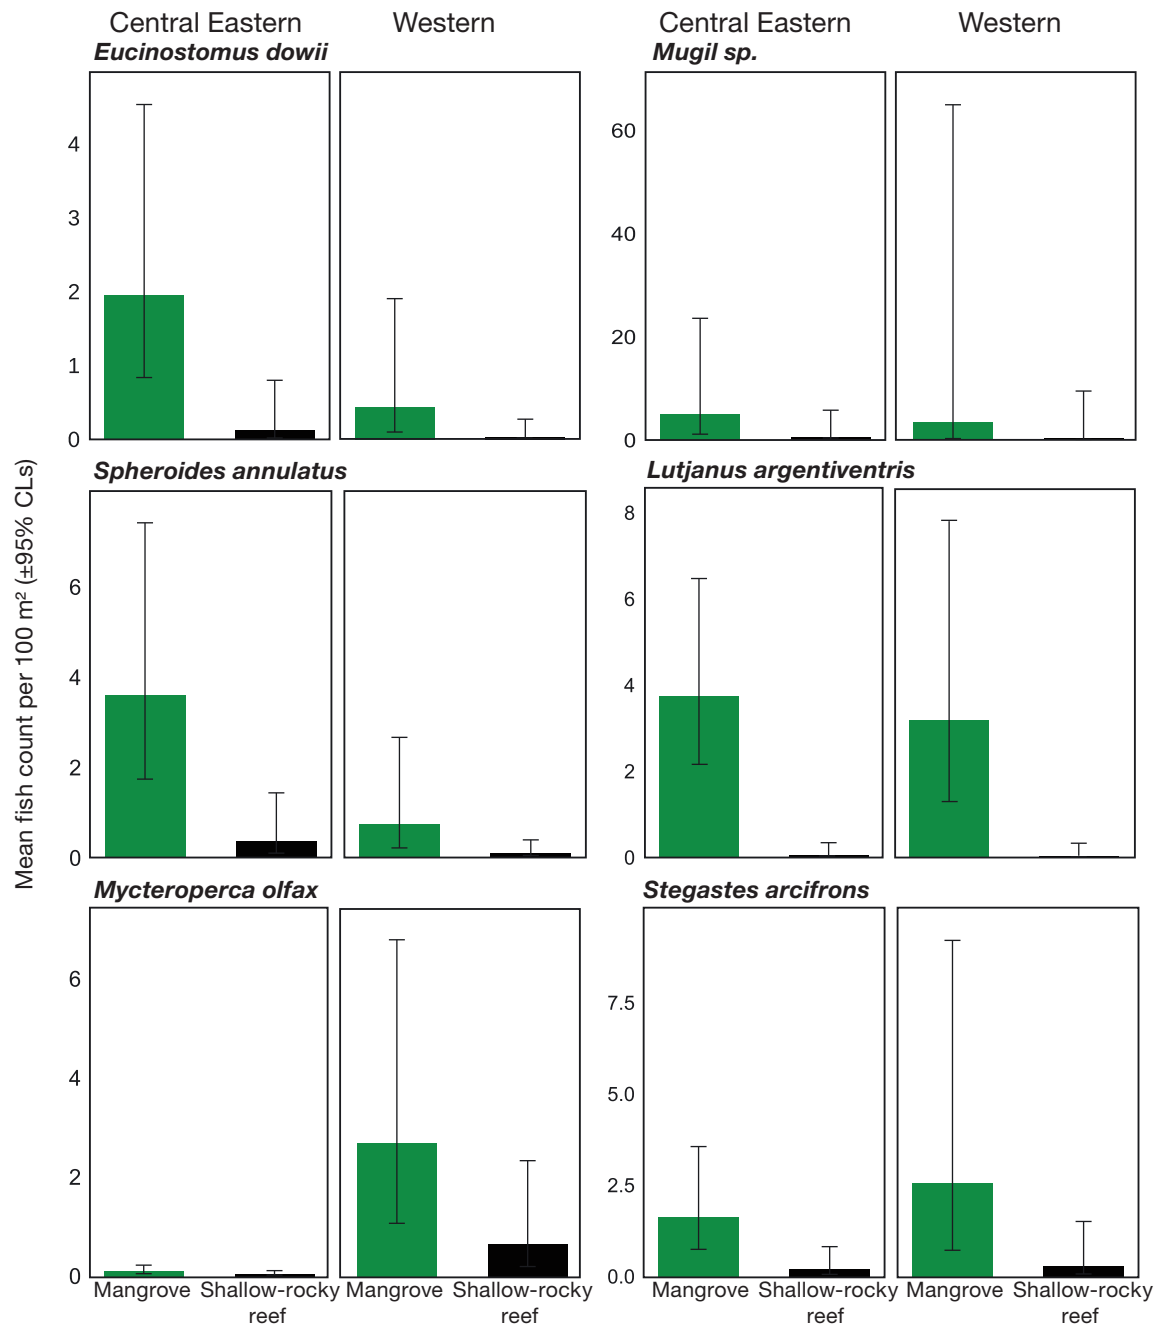 Central Eastern
Western
Central Eastern
Western
Eucinostomus dowii
Mugil sp.
4
3
2
1
0
60
40
20
0
Spheroides annulatus
Lutjanus argentiventris
6
4
2
0
8
6
4
2
0
Mean fish count per 100 m² (±95% CLs)
Mycteroperca olfax
Stegastes arcifrons
6
4
2
0
7.5
5.0
2.5
0.0
Mangrove
Shallow-rocky
reef
Mangrove
Shallow-rocky
reef
Mangrove
Shallow-rocky
reef
Mangrove
Shallow-rocky
reef